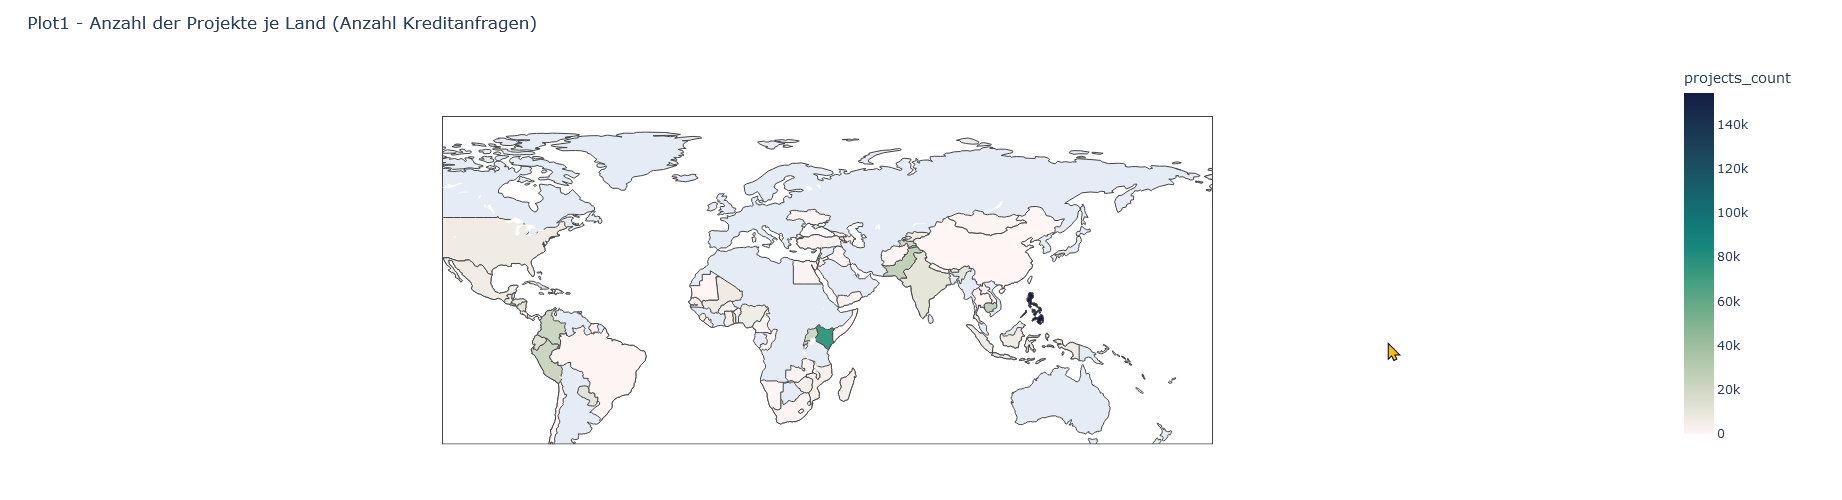 Plot1 - Anzahl der Projekte je Land (Anzahl Kreditanfragen)
projects_count
140k
120k
100k
80k
60k
40k
20k
0